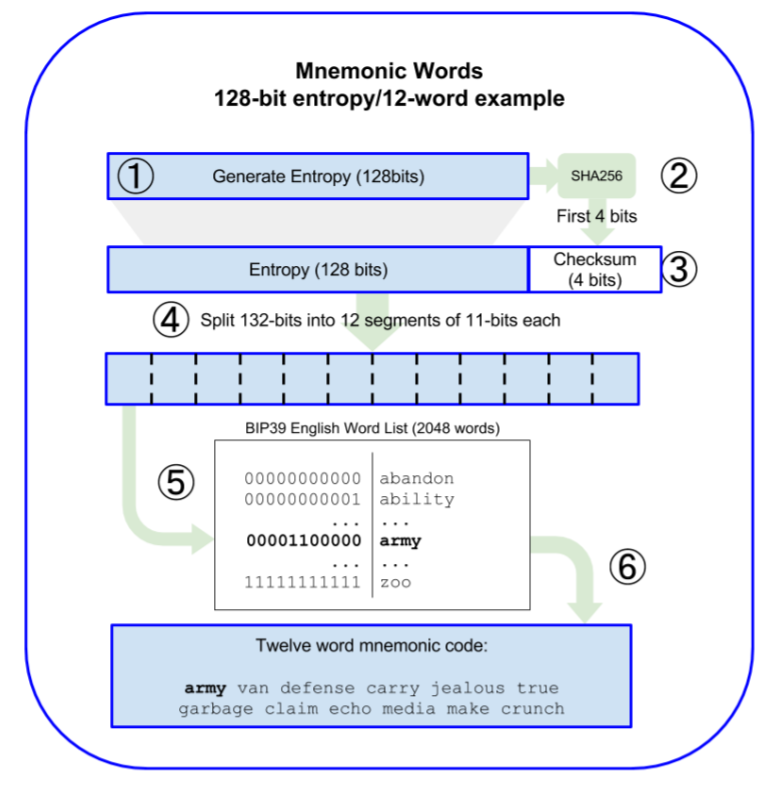 Mnemonic Words
128-bit entropy/12-word example
① Generate Entropy (128bits) SHA256 ②
First 4 bits
Entropy (128 bits) Checksum (4 bits) ③
④ Split 132-bits into 12 segments of 11-bits each
BIP39 English Word List (2048 words)
⑤
00000000000 abandon
00000000001 ability
... ...
00001100000 army
... ...
11111111111 zoo
⑥
Twelve word mnemonic code:
army van defense carry jealous true
garbage claim echo media make crunch